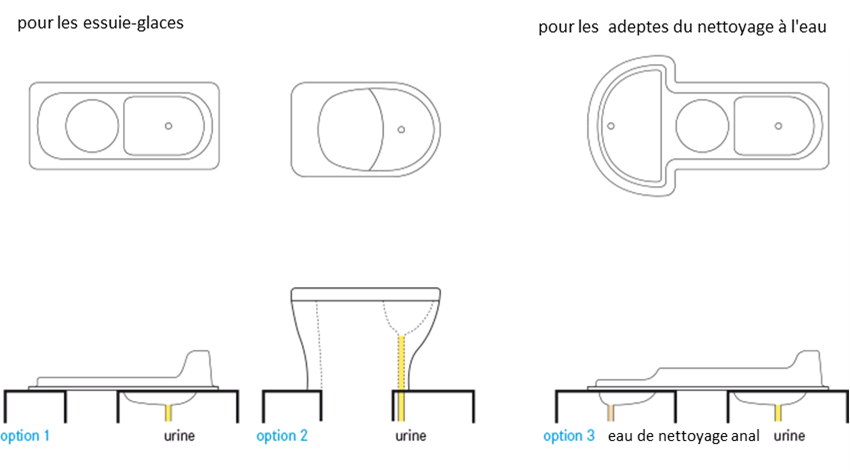 pour les essuie-glaces
pour les adeptes du nettoyage à l'eau
option 1
urine
option 2
urine
option 3
eau de nettoyage anal
urine